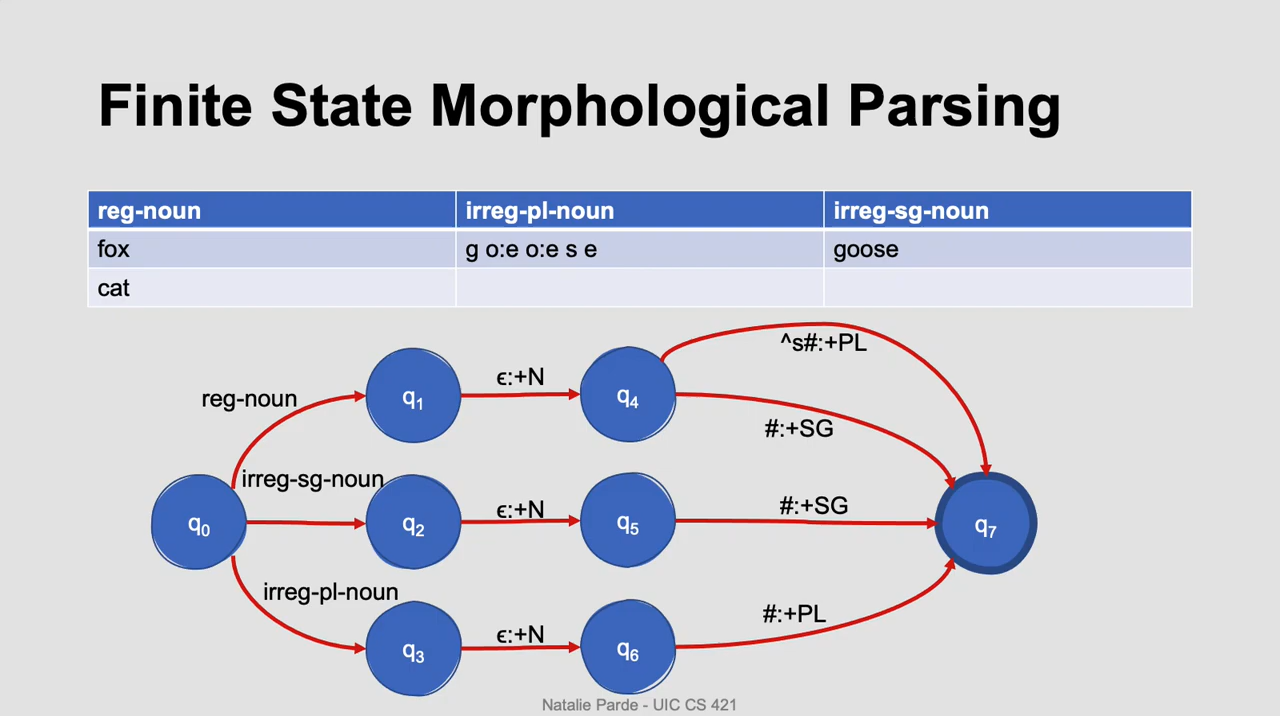 Finite State Morphological Parsing
reg-noun irreg-pl-noun irreg-sg-noun
fox g o:e o:e s e goose
cat
^s#:+PL
reg-noun q1 ϵ:+N q4
#:+SG
irreg-sg-noun
q0 q2 ϵ:+N q5 #:+SG q7
irreg-pl-noun
q3 ϵ:+N q6 #:+PL
Natalie Parde - UIC CS 421